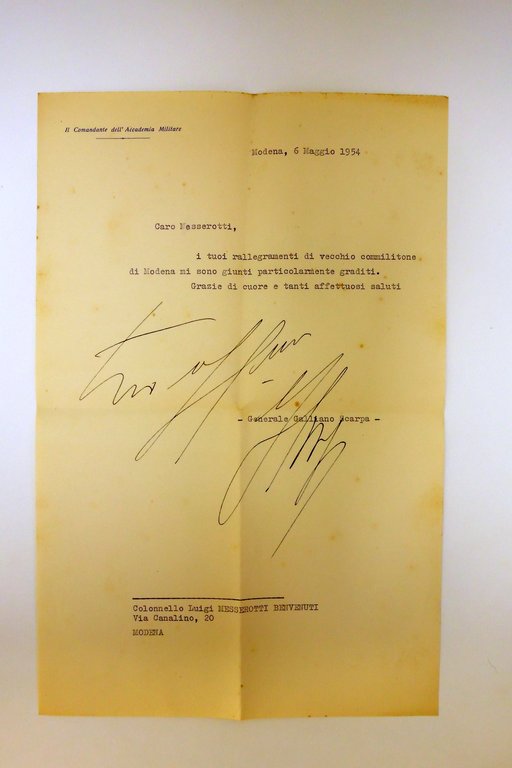 Il Comandante dell'Accademia Militare
Modena, 6 Maggio 1954
Caro Messerotti,
i tuoi rallegramenti di vecchio commilitone
di Modena mi sono giunti particolarmente graditi.
Grazie di cuore e tanti affettuosi saluti
- Generale Galliano Scarpa -
Colonnello Luigi MESSEROTTI BENVENUTI
Via Canalino, 20
MODENA